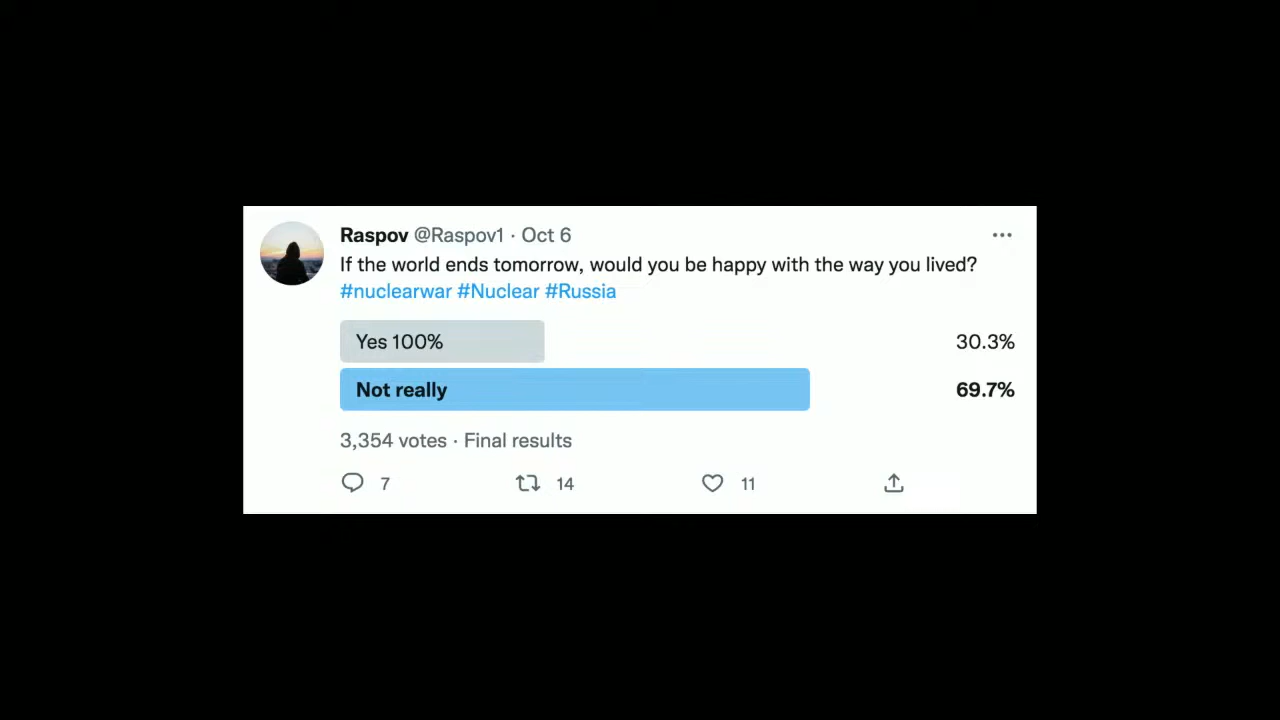 Raspov @Raspov1 · Oct 6
If the world ends tomorrow, would you be happy with the way you lived?
#nuclearwar #Nuclear #Russia
Yes 100% 30.3%
Not really 69.7%
3,354 votes · Final results
7 14 11